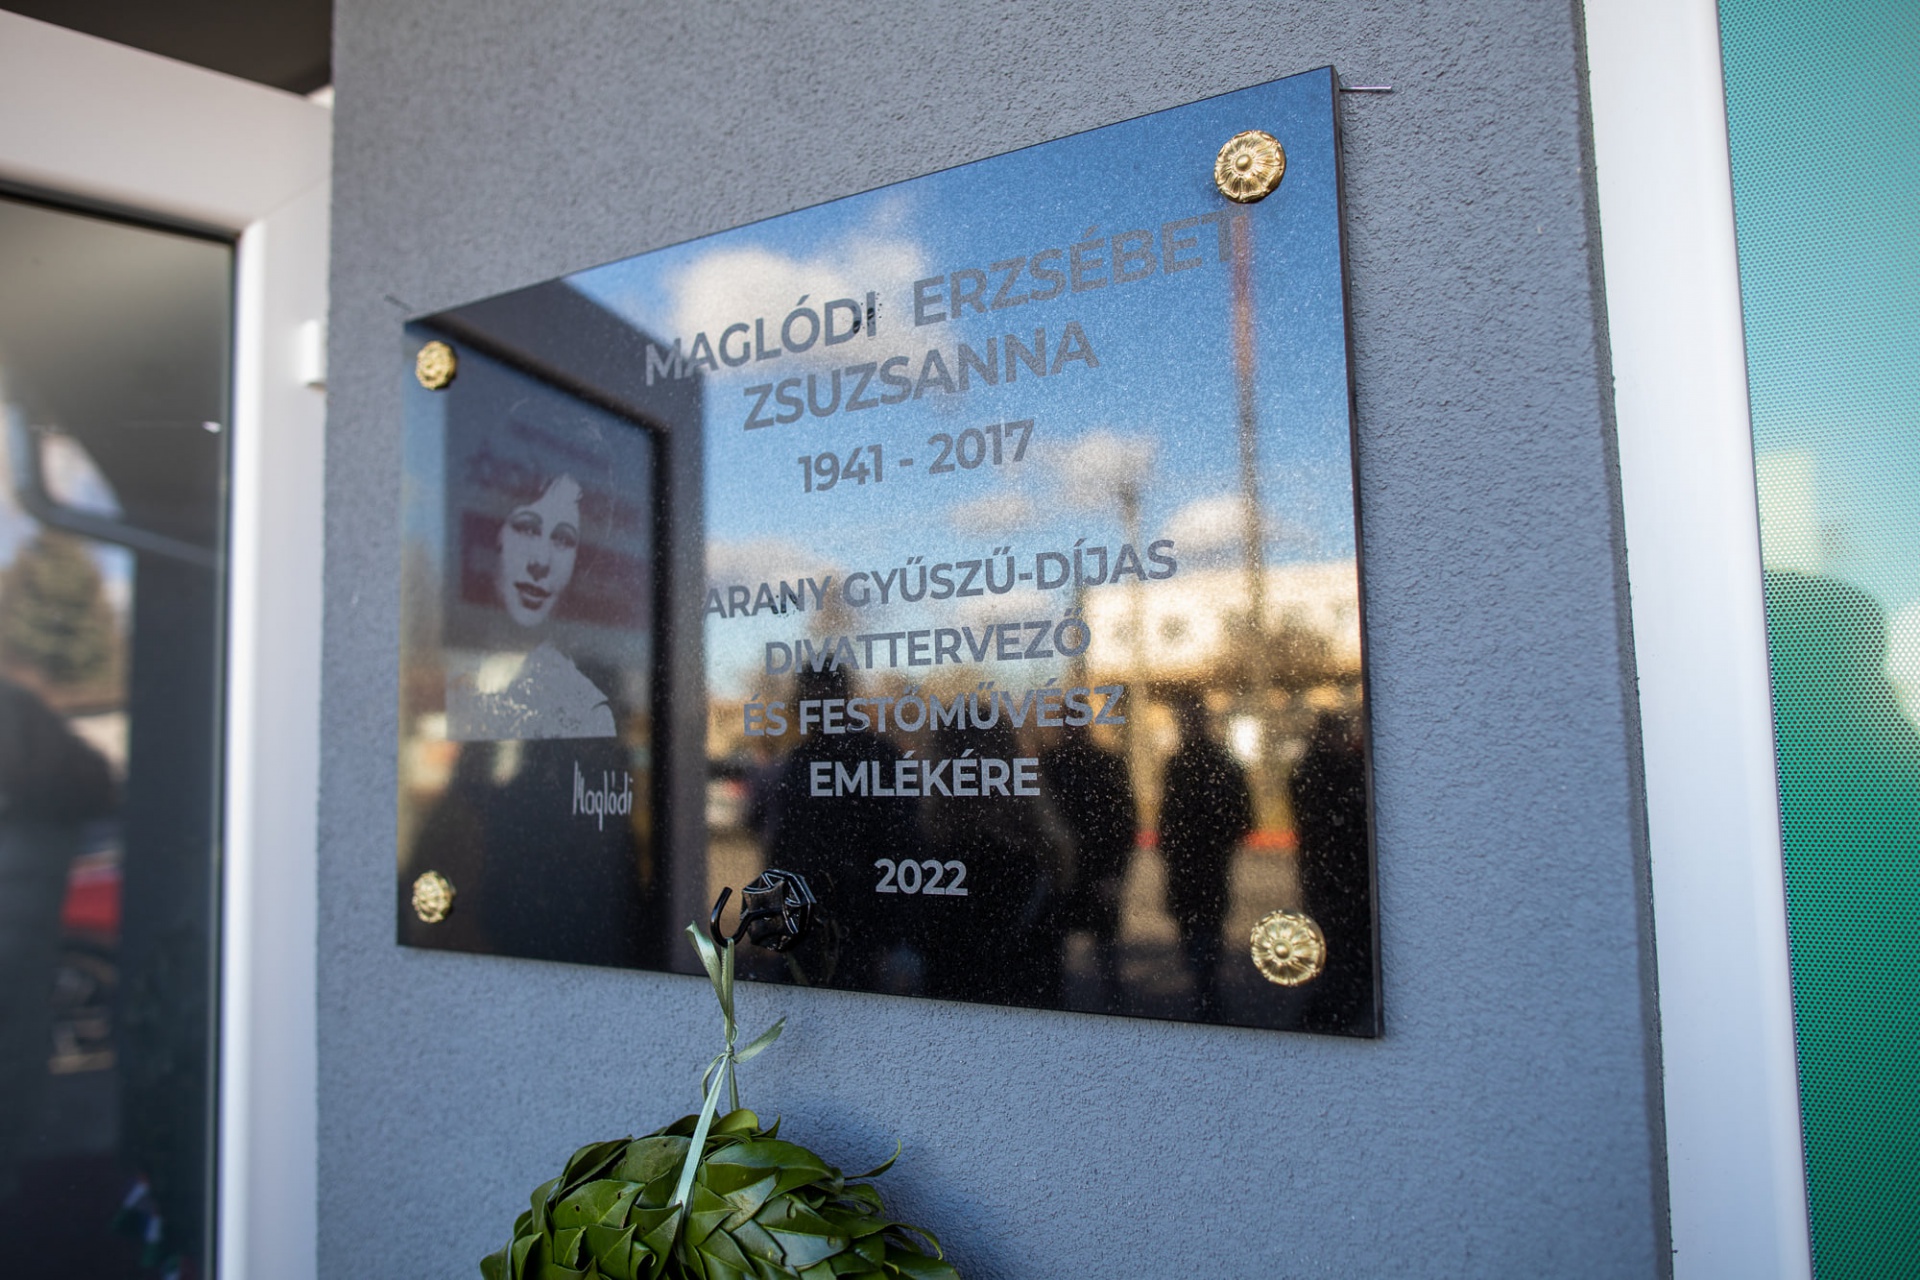 MAGLÓDI ERZSÉBET
ZSUZSANNA
1941 - 2017
ARANY GYŰSZŰ-DÍJAS
DIVATTERVEZŐ
ÉS FESTŐMŰVÉSZ
EMLÉKÉRE
2022
Maglódi